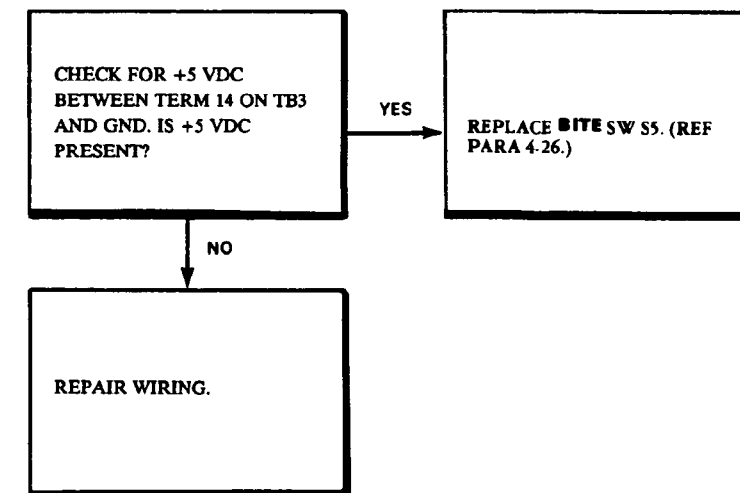 CHECK FOR +5 VDC
BETWEEN TERM 14 ON TB3
AND GND. IS +5 VDC
PRESENT?
YES
REPLACE BITE SW S5. (REF
PARA 4-26.)
NO
REPAIR WIRING.